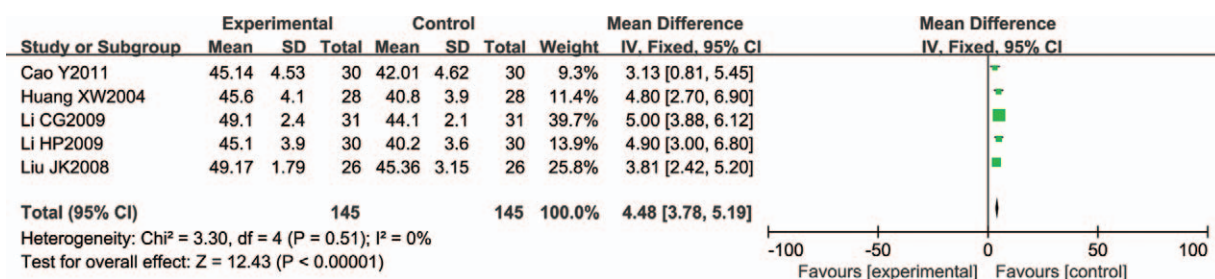 Experimental Control Mean Difference Mean Difference
Study or Subgroup Mean SD Total Mean SD Total Weight IV, Fixed, 95% CI IV, Fixed, 95% CI
Cao Y2011 45.14 4.53 30 42.01 4.62 30 9.3% 3.13 [0.81, 5.45]
Huang XW2004 45.6 4.1 28 40.8 3.9 28 11.4% 4.80 [2.70, 6.90]
Li CG2009 49.1 2.4 31 44.1 2.1 31 39.7% 5.00 [3.88, 6.12]
Li HP2009 45.1 3.9 30 40.2 3.6 30 13.9% 4.90 [3.00, 6.80]
Liu JK2008 49.17 1.79 26 45.36 3.15 26 25.8% 3.81 [2.42, 5.20]
Total (95% CI) 145 145 100.0% 4.48 [3.78, 5.19]
Heterogeneity: Chi² = 3.30, df = 4 (P = 0.51); I² = 0%
Test for overall effect: Z = 12.43 (P < 0.00001)
-100 -50 0 50 100
Favours [experimental] Favours [control]